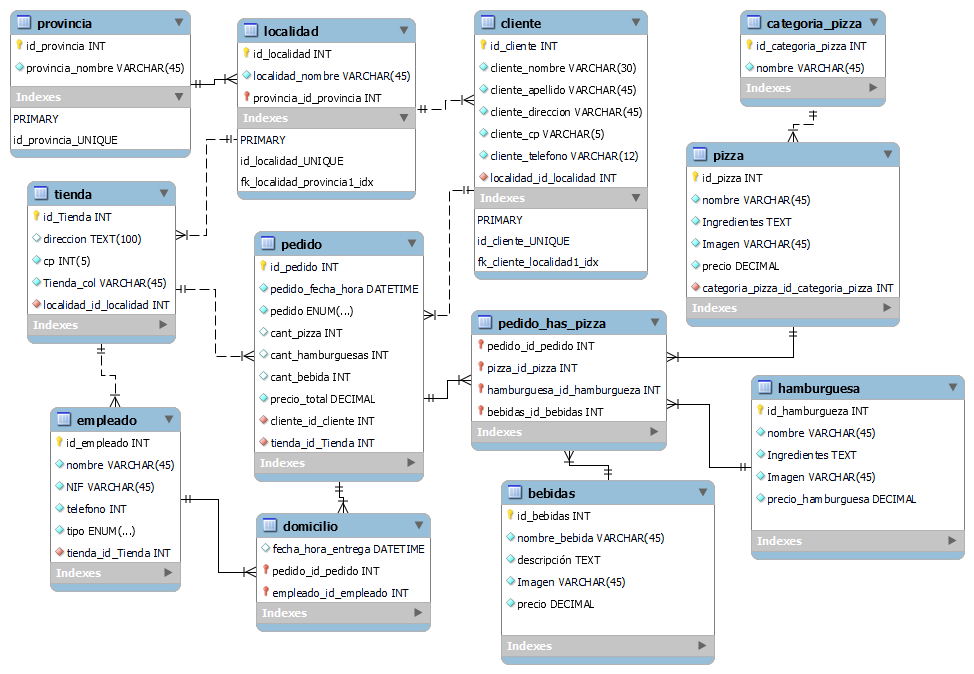 provincia
id_provincia INT
provincia_nombre VARCHAR(45)
Indexes
PRIMARY
id_provincia_UNIQUE
localidad
id_localidad INT
localidad_nombre VARCHAR(45)
provincia_id_provincia INT
Indexes
PRIMARY
id_localidad_UNIQUE
fk_localidad_provincia1_idx
cliente
id_cliente INT
cliente_nombre VARCHAR(30)
cliente_apellido VARCHAR(45)
cliente_direccion VARCHAR(45)
cliente_cp VARCHAR(5)
cliente_telefono VARCHAR(12)
localidad_id_localidad INT
Indexes
PRIMARY
id_cliente_UNIQUE
fk_cliente_localidad1_idx
categoria_pizza
id_categoria_pizza INT
nombre VARCHAR(45)
Indexes
pizza
id_pizza INT
nombre VARCHAR(45)
Ingredientes TEXT
Imagen VARCHAR(45)
precio DECIMAL
categoria_pizza_id_categoria_pizza INT
Indexes
tienda
id_Tienda INT
direccion TEXT(100)
cp INT(5)
Tienda_col VARCHAR(45)
localidad_id_localidad INT
Indexes
pedido
id_pedido INT
pedido_fecha_hora DATETIME
pedido ENUM(...)
cant_pizza INT
cant_hamburguesas INT
cant_bebida INT
precio_total DECIMAL
cliente_id_cliente INT
tienda_id_Tienda INT
Indexes
pedido_has_pizza
pedido_id_pedido INT
pizza_id_pizza INT
hamburguesa_id_hamburgueza INT
bebidas_id_bebidas INT
Indexes
hamburguesa
id_hamburgueza INT
nombre VARCHAR(45)
Ingredientes TEXT
Imagen VARCHAR(45)
precio_hamburguesa DECIMAL
Indexes
empleado
id_empleado INT
nombre VARCHAR(45)
NIF VARCHAR(45)
telefono INT
tipo ENUM(...)
tienda_id_Tienda INT
Indexes
domicilio
fecha_hora_entrega DATETIME
pedido_id_pedido INT
empleado_id_empleado INT
Indexes
bebidas
id_bebidas INT
nombre_bebida VARCHAR(45)
descripción TEXT
Imagen VARCHAR(45)
precio DECIMAL
Indexes